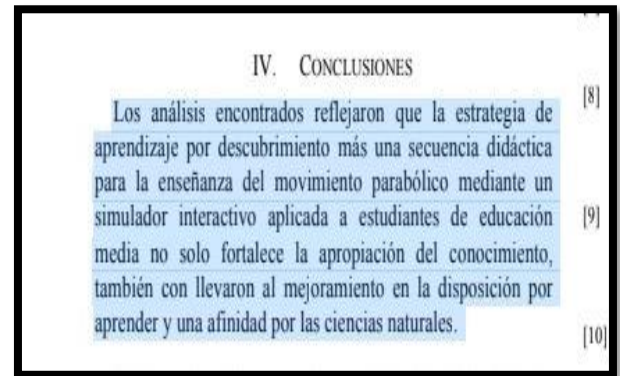 IV. CONCLUSIONES
Los análisis encontrados reflejaron que la estrategia de
aprendizaje por descubrimiento más una secuencia didáctica
para la enseñanza del movimiento parabólico mediante un
simulador interactivo aplicada a estudiantes de educación
media no solo fortalece la apropiación del conocimiento,
también con llevaron al mejoramiento en la disposición por
aprender y una afinidad por las ciencias naturales.
[8]
[9]
[10]